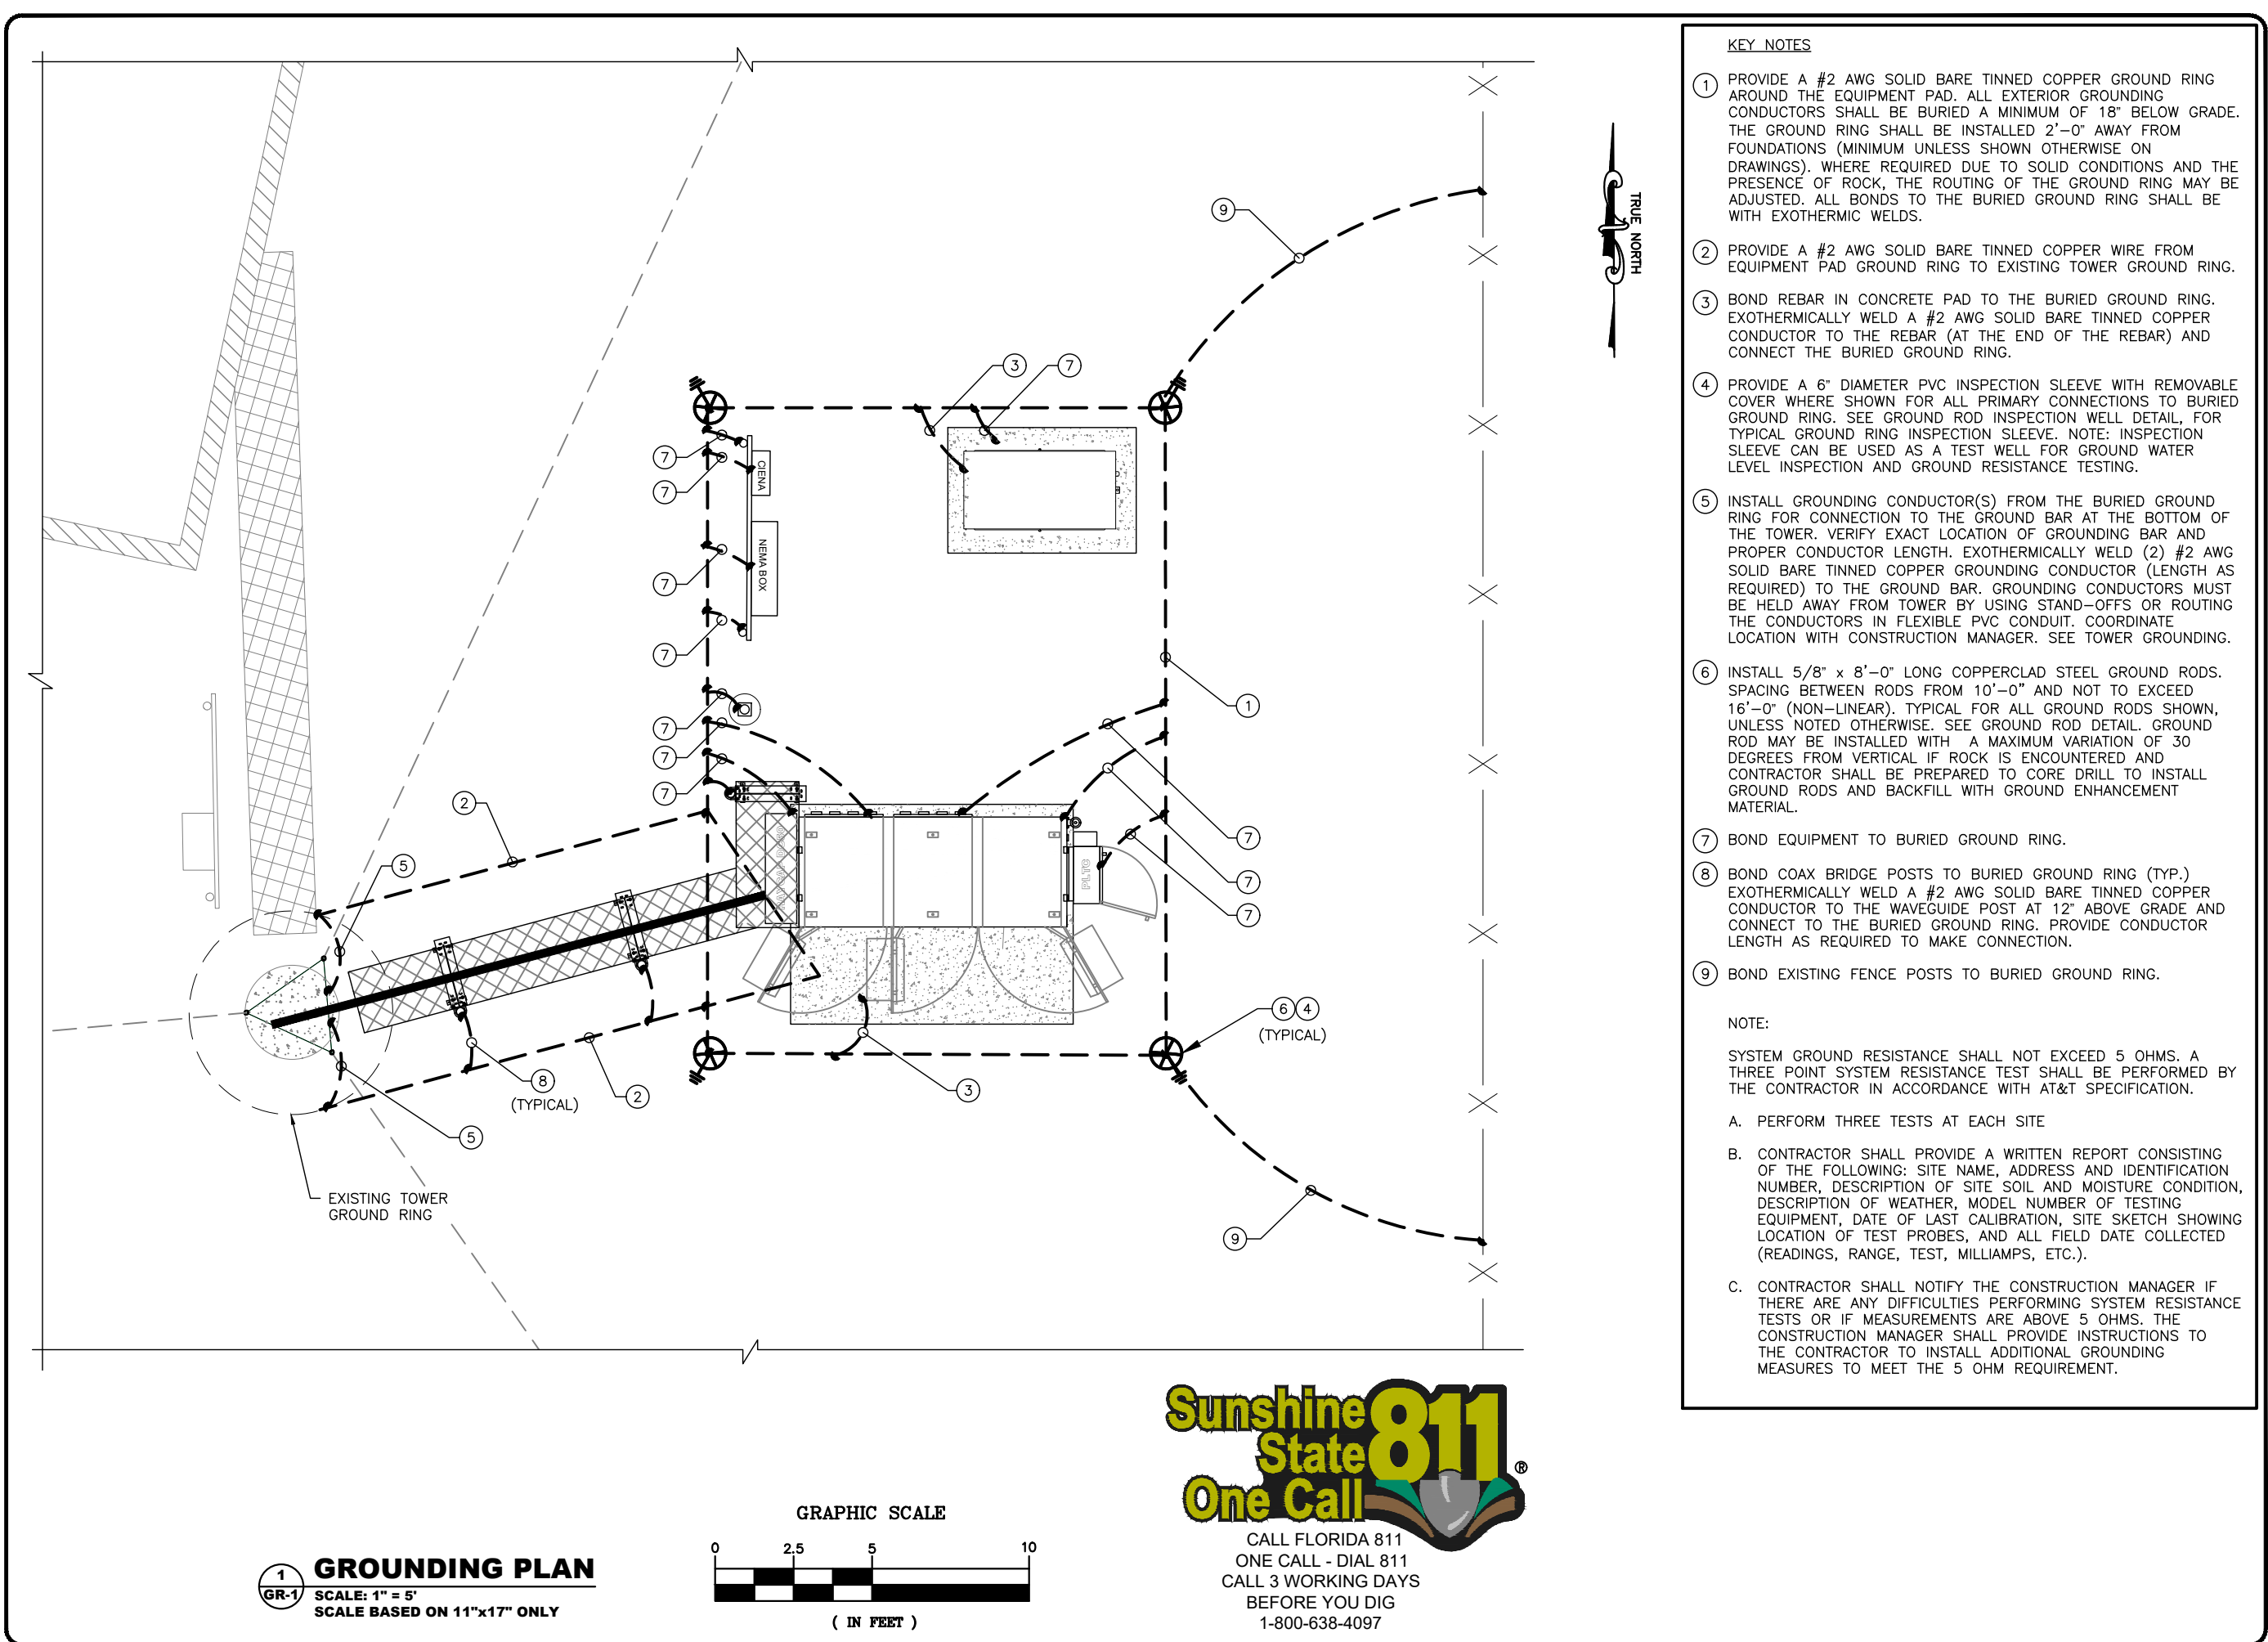 KEY NOTES
1 PROVIDE A #2 AWG SOLID BARE TINNED COPPER GROUND RING
AROUND THE EQUIPMENT PAD. ALL EXTERIOR GROUNDING
CONDUCTORS SHALL BE BURIED A MINIMUM OF 18" BELOW GRADE.
THE GROUND RING SHALL BE INSTALLED 2'-0" AWAY FROM
FOUNDATIONS (MINIMUM UNLESS SHOWN OTHERWISE ON
DRAWINGS). WHERE REQUIRED DUE TO SOLID CONDITIONS AND THE
PRESENCE OF ROCK, THE ROUTING OF THE GROUND RING MAY BE
ADJUSTED. ALL BONDS TO THE BURIED GROUND RING SHALL BE
WITH EXOTHERMIC WELDS.
2 PROVIDE A #2 AWG SOLID BARE TINNED COPPER WIRE FROM
EQUIPMENT PAD GROUND RING TO EXISTING TOWER GROUND RING.
3 BOND REBAR IN CONCRETE PAD TO THE BURIED GROUND RING.
EXOTHERMICALLY WELD A #2 AWG SOLID BARE TINNED COPPER
CONDUCTOR TO THE REBAR (AT THE END OF THE REBAR) AND
CONNECT THE BURIED GROUND RING.
4 PROVIDE A 6" DIAMETER PVC INSPECTION SLEEVE WITH REMOVABLE
COVER WHERE SHOWN FOR ALL PRIMARY CONNECTIONS TO BURIED
GROUND RING. SEE GROUND ROD INSPECTION WELL DETAIL, FOR
TYPICAL GROUND RING INSPECTION SLEEVE. NOTE: INSPECTION
SLEEVE CAN BE USED AS A TEST WELL FOR GROUND WATER
LEVEL INSPECTION AND GROUND RESISTANCE TESTING.
5 INSTALL GROUNDING CONDUCTOR(S) FROM THE BURIED GROUND
RING FOR CONNECTION TO THE GROUND BAR AT THE BOTTOM OF
THE TOWER. VERIFY EXACT LOCATION OF GROUNDING BAR AND
PROPER CONDUCTOR LENGTH. EXOTHERMICALLY WELD (2) #2 AWG
SOLID BARE TINNED COPPER GROUNDING CONDUCTOR (LENGTH AS
REQUIRED) TO THE GROUND BAR. GROUNDING CONDUCTORS MUST
BE HELD AWAY FROM TOWER BY USING STAND-OFFS OR ROUTING
THE CONDUCTORS IN FLEXIBLE PVC CONDUIT. COORDINATE
LOCATION WITH CONSTRUCTION MANAGER. SEE TOWER GROUNDING.
6 INSTALL 5/8" x 8'-0" LONG COPPERCLAD STEEL GROUND RODS.
SPACING BETWEEN RODS FROM 10'-0" AND NOT TO EXCEED
16'-0" (NON-LINEAR). TYPICAL FOR ALL GROUND RODS SHOWN,
UNLESS NOTED OTHERWISE. SEE GROUND ROD DETAIL. GROUND
ROD MAY BE INSTALLED WITH A MAXIMUM VARIATION OF 30
DEGREES FROM VERTICAL IF ROCK IS ENCOUNTERED AND
CONTRACTOR SHALL BE PREPARED TO CORE DRILL TO INSTALL
GROUND RODS AND BACKFILL WITH GROUND ENHANCEMENT
MATERIAL.
7 BOND EQUIPMENT TO BURIED GROUND RING.
8 BOND COAX BRIDGE POSTS TO BURIED GROUND RING (TYP.)
EXOTHERMICALLY WELD A #2 AWG SOLID BARE TINNED COPPER
CONDUCTOR TO THE WAVEGUIDE POST AT 12" ABOVE GRADE AND
CONNECT TO THE BURIED GROUND RING. PROVIDE CONDUCTOR
LENGTH AS REQUIRED TO MAKE CONNECTION.
9 BOND EXISTING FENCE POSTS TO BURIED GROUND RING.
NOTE:
SYSTEM GROUND RESISTANCE SHALL NOT EXCEED 5 OHMS. A
THREE POINT SYSTEM RESISTANCE TEST SHALL BE PERFORMED BY
THE CONTRACTOR IN ACCORDANCE WITH AT&T SPECIFICATION.
A. PERFORM THREE TESTS AT EACH SITE
B. CONTRACTOR SHALL PROVIDE A WRITTEN REPORT CONSISTING
OF THE FOLLOWING: SITE NAME, ADDRESS AND IDENTIFICATION
NUMBER, DESCRIPTION OF SITE SOIL AND MOISTURE CONDITION,
DESCRIPTION OF WEATHER, MODEL NUMBER OF TESTING
EQUIPMENT, DATE OF LAST CALIBRATION, SITE SKETCH SHOWING
LOCATION OF TEST PROBES, AND ALL FIELD DATE COLLECTED
(READINGS, RANGE, TEST, MILLIAMPS, ETC.).
C. CONTRACTOR SHALL NOTIFY THE CONSTRUCTION MANAGER IF
THERE ARE ANY DIFFICULTIES PERFORMING SYSTEM RESISTANCE
TESTS OR IF MEASUREMENTS ARE ABOVE 5 OHMS. THE
CONSTRUCTION MANAGER SHALL PROVIDE INSTRUCTIONS TO
THE CONTRACTOR TO INSTALL ADDITIONAL GROUNDING
MEASURES TO MEET THE 5 OHM REQUIREMENT.
TRUE NORTH
9
3
7
7
7
7
7
CIENA
NEMA BOX
1
7
7
7
2
5
7
7
7
PLTG
6 4
(TYPICAL)
8
(TYPICAL)
2
3
5
9
EXISTING TOWER
GROUND RING
1
GR-1
GROUNDING PLAN
SCALE: 1" = 5'
SCALE BASED ON 11"x17" ONLY
GRAPHIC SCALE
0 2.5 5 10
( IN FEET )
Sunshine
State
One Call
811
®
CALL FLORIDA 811
ONE CALL - DIAL 811
CALL 3 WORKING DAYS
BEFORE YOU DIG
1-800-638-4097